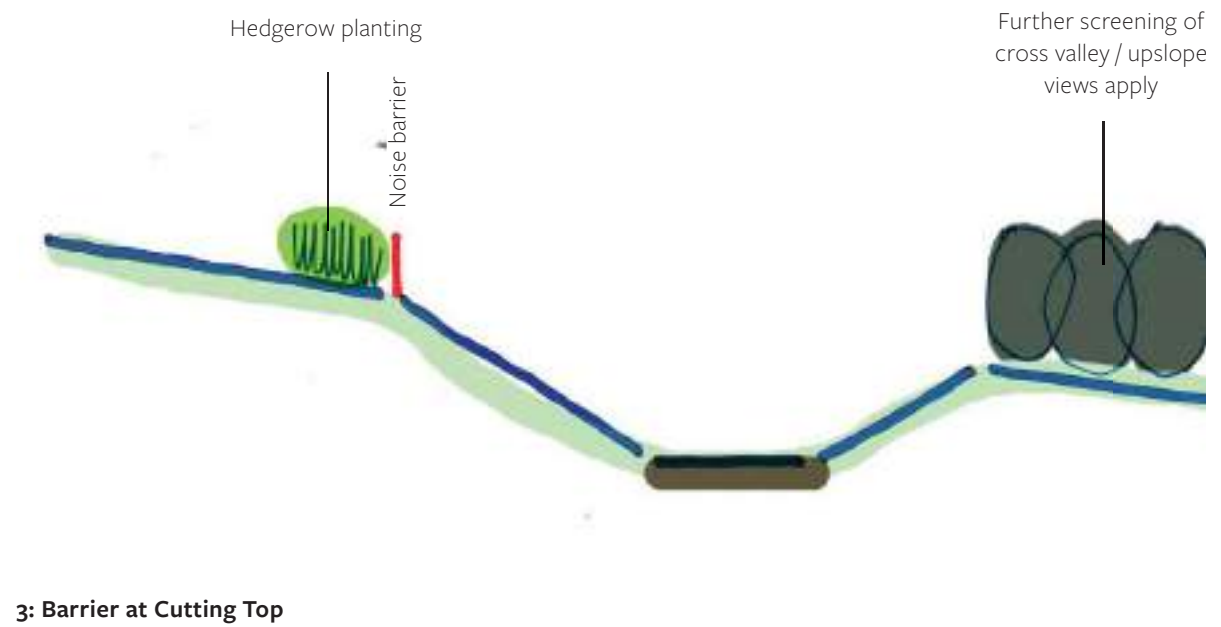 Hedgerow planting
Noise barrier
Further screening of
cross valley / upslope
views apply
3: Barrier at Cutting Top